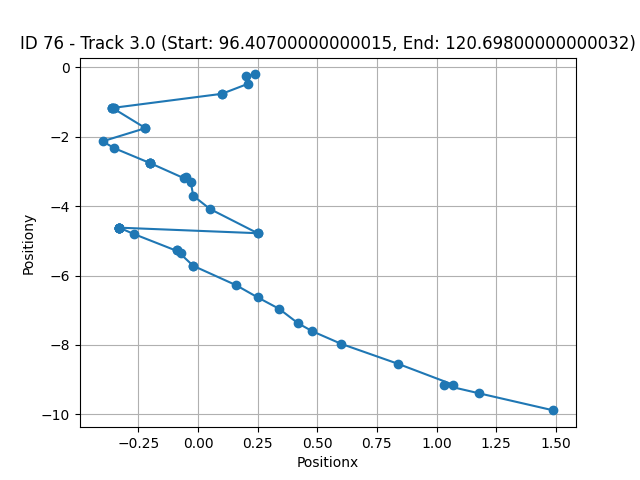 ID 76 - Track 3.0 (Start: 96.40700000000015, End: 120.69800000000032)
0
−2
−4
−6
−8
−10
Positiony
−0.25 0.00 0.25 0.50 0.75 1.00 1.25 1.50
Positionx